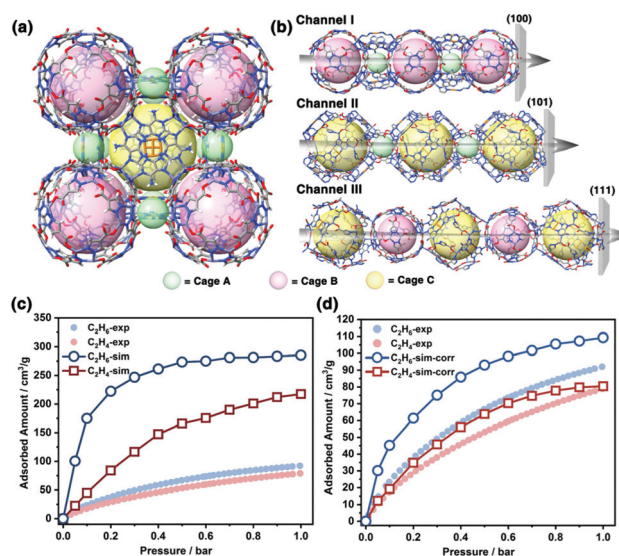 (a)
(b)
Channel I
(100)
Channel II
(101)
Channel III
(111)
= Cage A
= Cage B
= Cage C
(c)
350
300
250
200
150
100
50
0
Adsorbed Amount / cm³/g
C₂H₆-exp
C₂H₄-exp
C₂H₆-sim
C₂H₄-sim
0.0 0.2 0.4 0.6 0.8 1.0
Pressure / bar
(d)
120
110
100
90
80
70
60
50
40
30
20
10
0
Adsorbed Amount / cm³/g
C₂H₆-exp
C₂H₄-exp
C₂H₆-sim-corr
C₂H₄-sim-corr
0.0 0.2 0.4 0.6 0.8 1.0
Pressure / bar